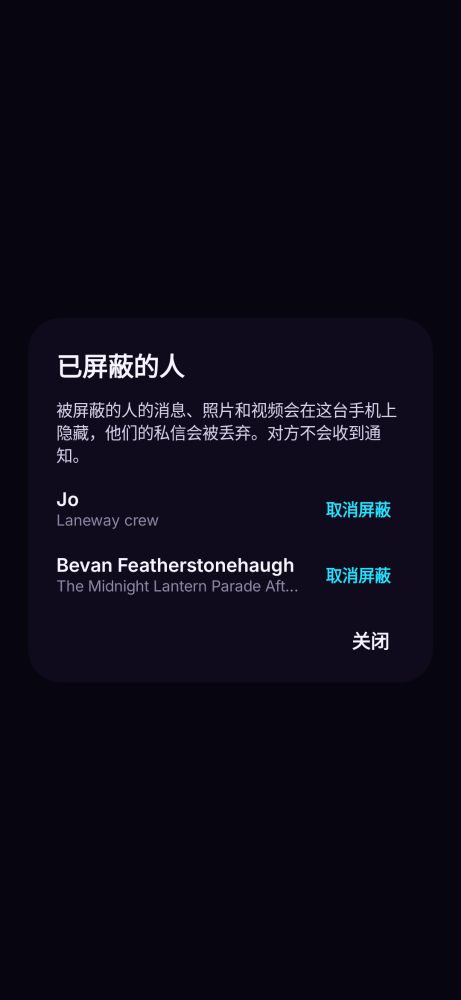 已屏蔽的人
被屏蔽的人的消息、照片和视频会在这台手机上
隐藏，他们的私信会被丢弃。对方不会收到通
知。
Jo
Laneway crew
取消屏蔽
Bevan Featherstonehaugh
The Midnight Lantern Parade Aft...
取消屏蔽
关闭